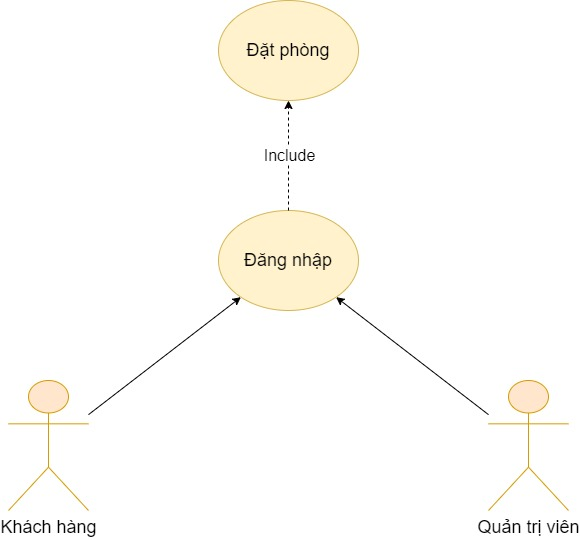 Đặt phòng
Include
Đăng nhập
Khách hàng
Quản trị viên